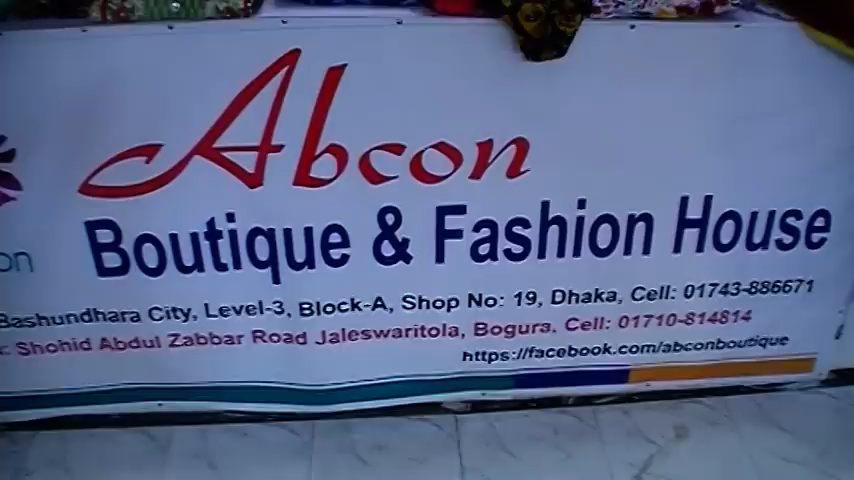 Abcon
Boutique & Fashion House
on
Bashundhara City, Level-3, Block-A, Shop No: 19, Dhaka, Cell: 01743-886671
: Shohid Abdul Zabbar Road Jaleswaritola, Bogura. Cell: 01710-814814
https://facebook.com/abconboutique